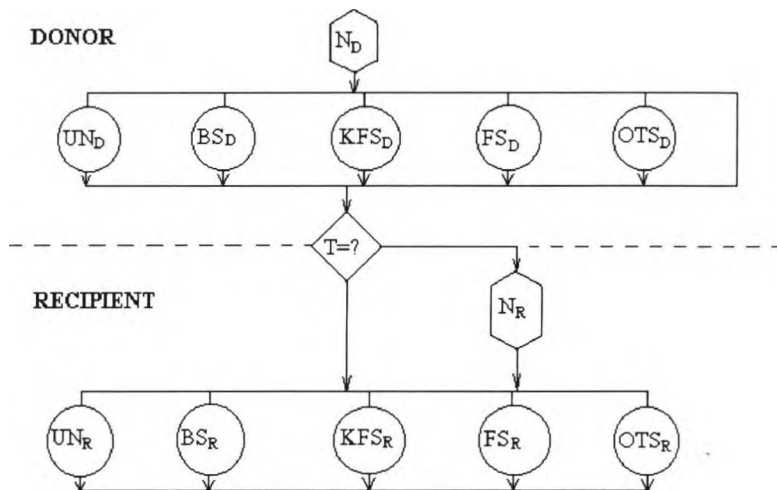 DONOR
N_D
UN_D BS_D KFS_D FS_D OTS_D
T=?
RECIPIENT
N_R
UN_R BS_R KFS_R FS_R OTS_R